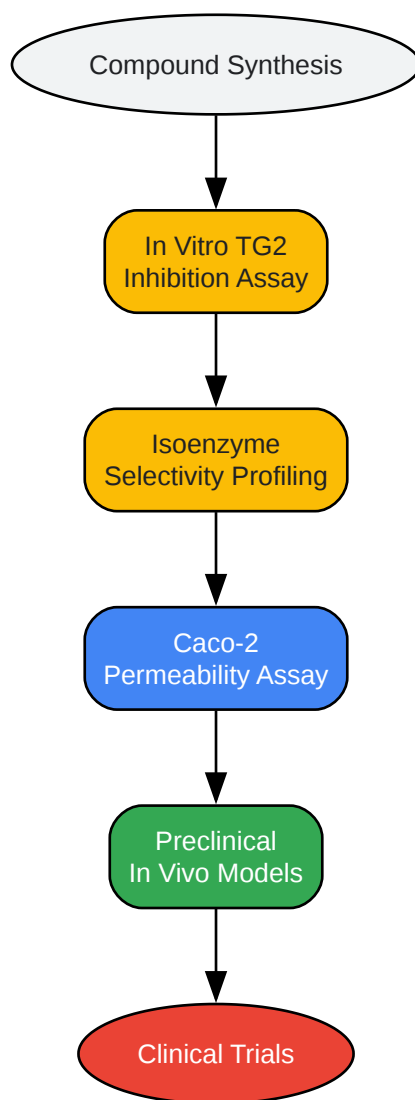 Compound Synthesis
In Vitro TG2
Inhibition Assay
Isoenzyme
Selectivity Profiling
Caco-2
Permeability Assay
Preclinical
In Vivo Models
Clinical Trials